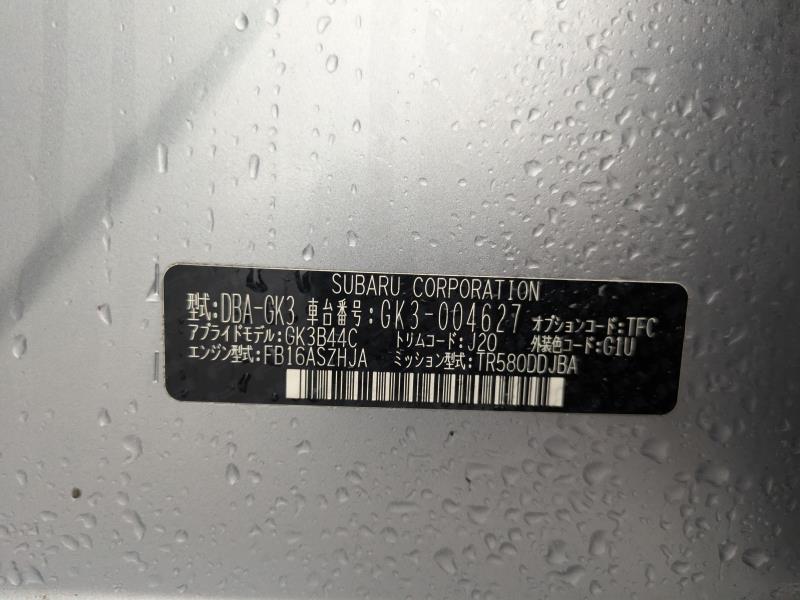 SUBARU CORPORATION
型式:DBA-GK3 車台番号:GK3-004627 オプションコード:TFC
アプライドモデル:GK3B44C トリムコード:J20 外装色コード:G1U
エンジン型式:FB16ASZHJA ミッション型式:TR580DDJBA